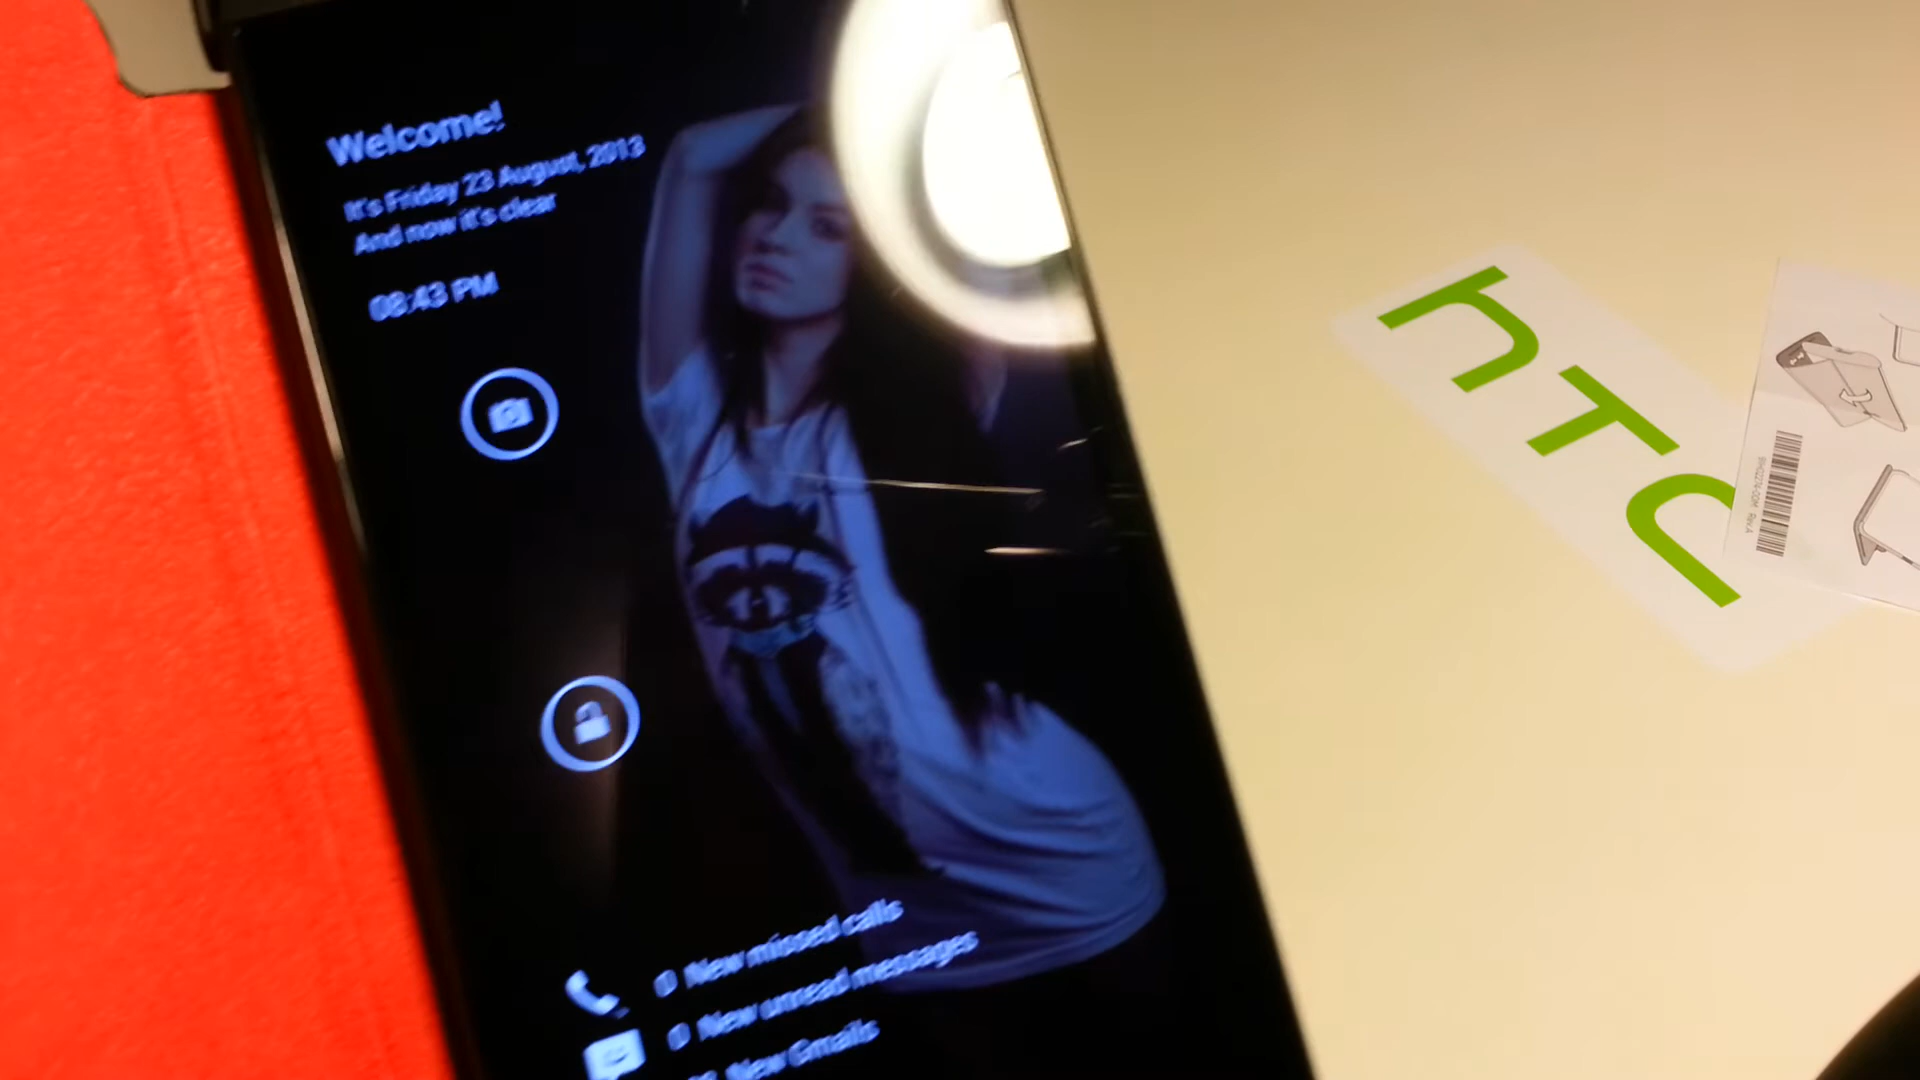 Welcome!
It's Friday 23 August, 2013
And now it's clear
08:43 PM
0 New missed calls
0 New unread messages
New Gmails
hTC